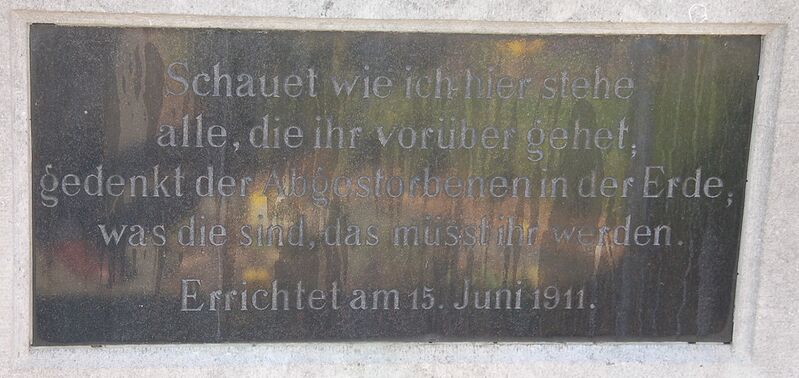 Schauet wie ich hier stehe
alle, die ihr vorüber gehet,
gedenkt der Abgestorbenen in der Erde,
was die sind, das müsst ihr werden.
Errichtet am 15. Juni 1911.